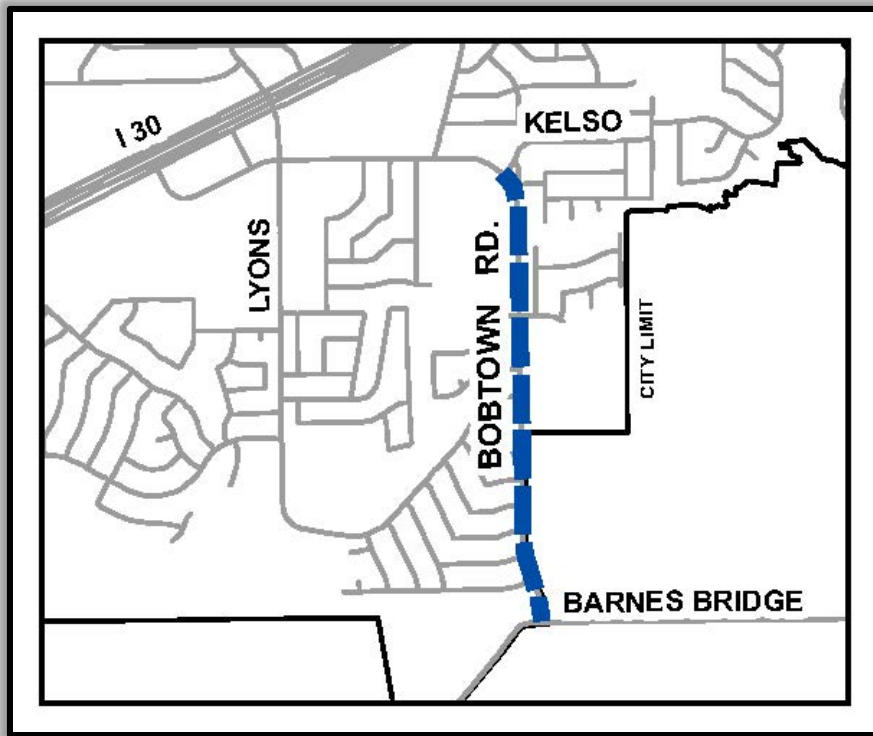 I 30
KELSO
LYONS
BOBTOWN RD.
CITY LIMIT
BARNES BRIDGE